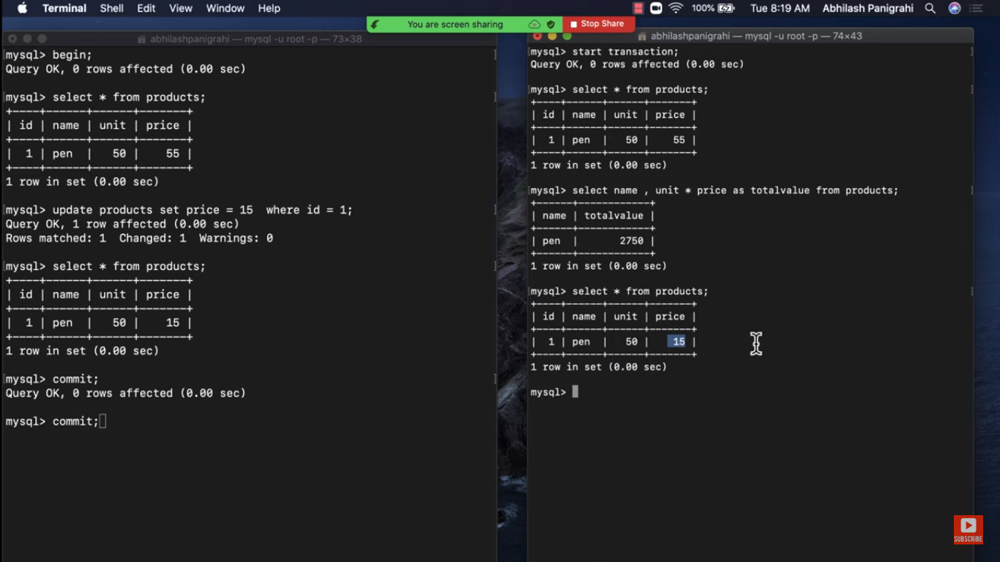 Terminal Shell Edit View Window Help 100% Tue 8:19 AM Abhilash Panigrahi
You are screen sharing Stop Share
abhilashpanigrahi — mysql -u root -p — 73×38
mysql> begin;
Query OK, 0 rows affected (0.00 sec)
mysql> select * from products;
+----+------+------+-------+
| id | name | unit | price |
+----+------+------+-------+
| 1 | pen | 50 | 55 |
+----+------+------+-------+
1 row in set (0.00 sec)
mysql> update products set price = 15 where id = 1;
Query OK, 1 row affected (0.00 sec)
Rows matched: 1 Changed: 1 Warnings: 0
mysql> select * from products;
+----+------+------+-------+
| id | name | unit | price |
+----+------+------+-------+
| 1 | pen | 50 | 15 |
+----+------+------+-------+
1 row in set (0.00 sec)
mysql> commit;
Query OK, 0 rows affected (0.00 sec)
mysql> commit;
abhilashpanigrahi — mysql -u root -p — 74×43
mysql> start transaction;
Query OK, 0 rows affected (0.00 sec)
mysql> select * from products;
+----+------+------+-------+
| id | name | unit | price |
+----+------+------+-------+
| 1 | pen | 50 | 55 |
+----+------+------+-------+
1 row in set (0.00 sec)
mysql> select name , unit * price as totalvalue from products;
+------+------------+
| name | totalvalue |
+------+------------+
| pen | 2750 |
+------+------------+
1 row in set (0.00 sec)
mysql> select * from products;
+----+------+------+-------+
| id | name | unit | price |
+----+------+------+-------+
| 1 | pen | 50 | 15 |
+----+------+------+-------+
1 row in set (0.00 sec)
mysql>
SUBSCRIBE